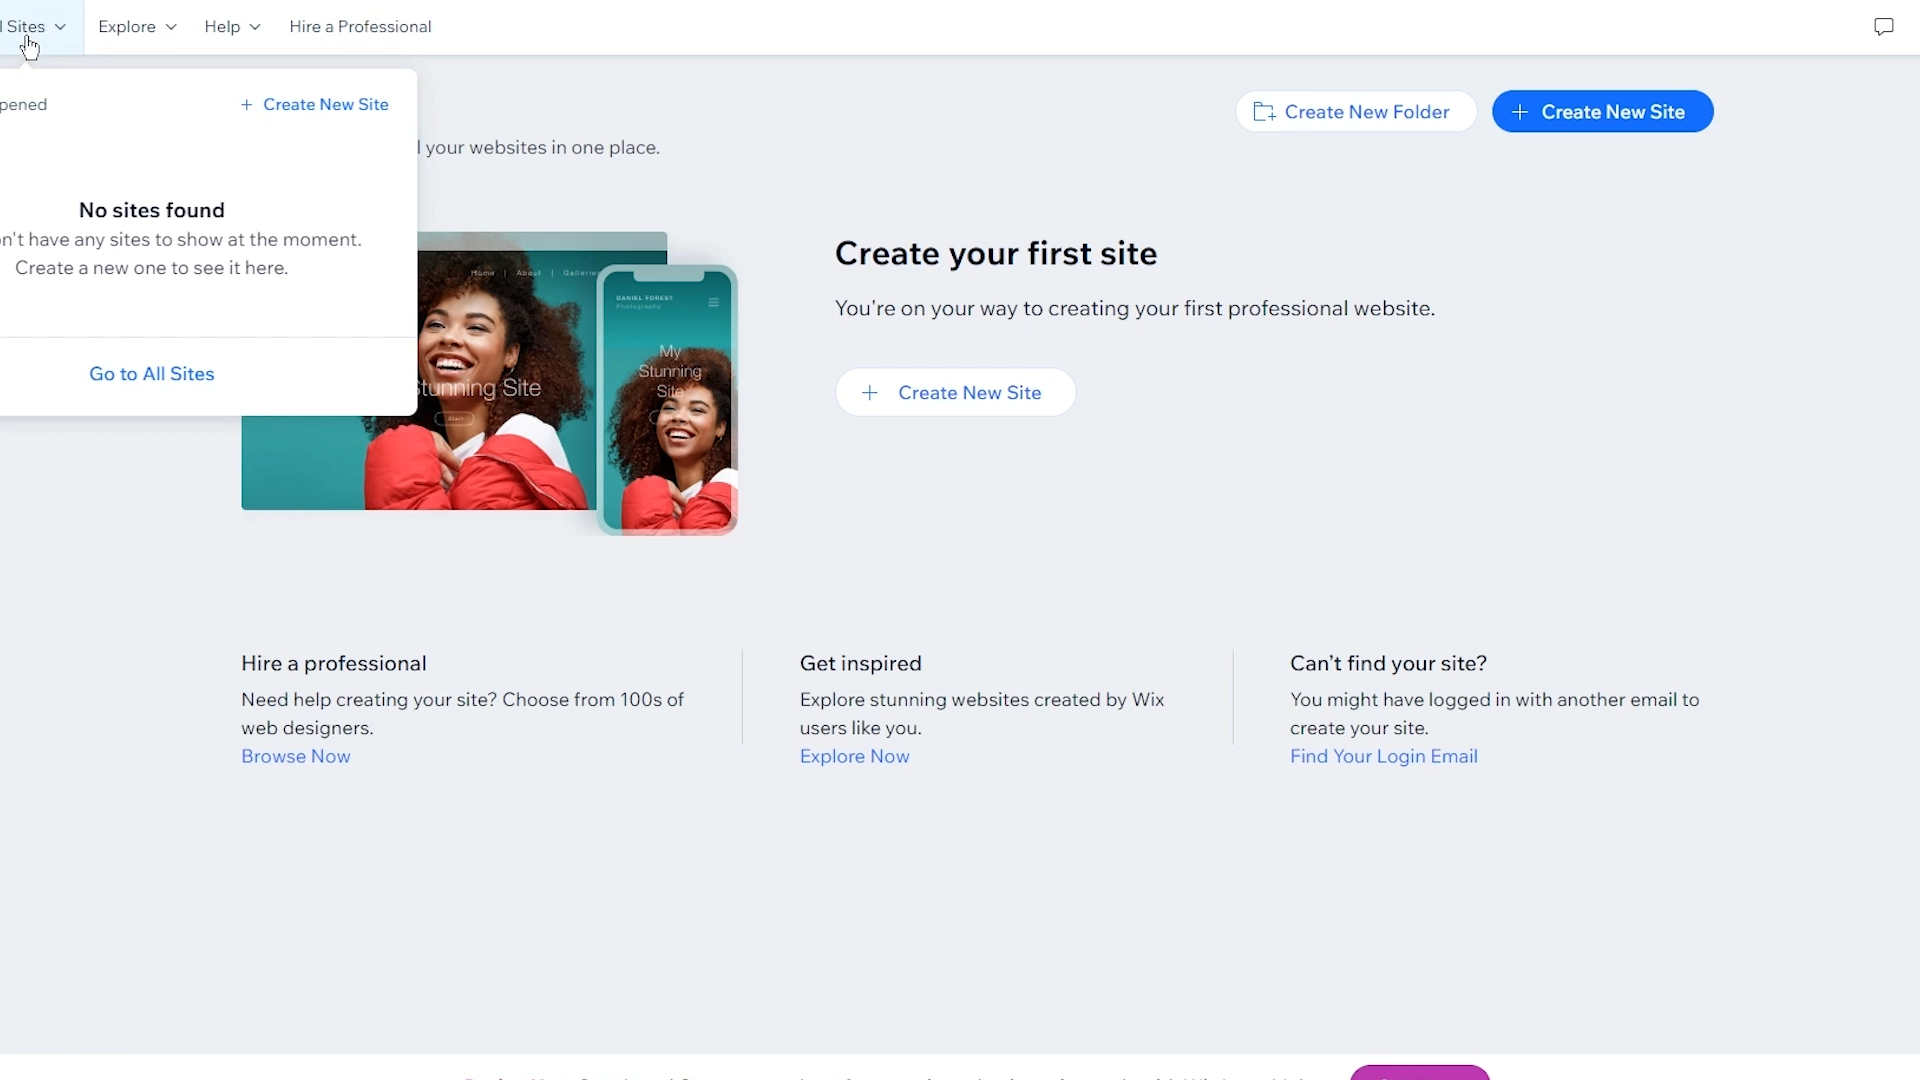 Sites
Explore
Help
Hire a Professional
+ Create New Site
No sites found
have any sites to show at the moment.
Create a new one to see it here.
Go to All Sites
Create New Folder
+ Create New Site
your websites in one place.
Home | About |
DANIEL FOREST
Photography
My
Stunning
Site
Site
Create your first site
You're on your way to creating your first professional website.
+ Create New Site
Hire a professional
Need help creating your site? Choose from 100s of
web designers.
Browse Now
Get inspired
Explore stunning websites created by Wix
users like you.
Explore Now
Can't find your site?
You might have logged in with another email to
create your site.
Find Your Login Email